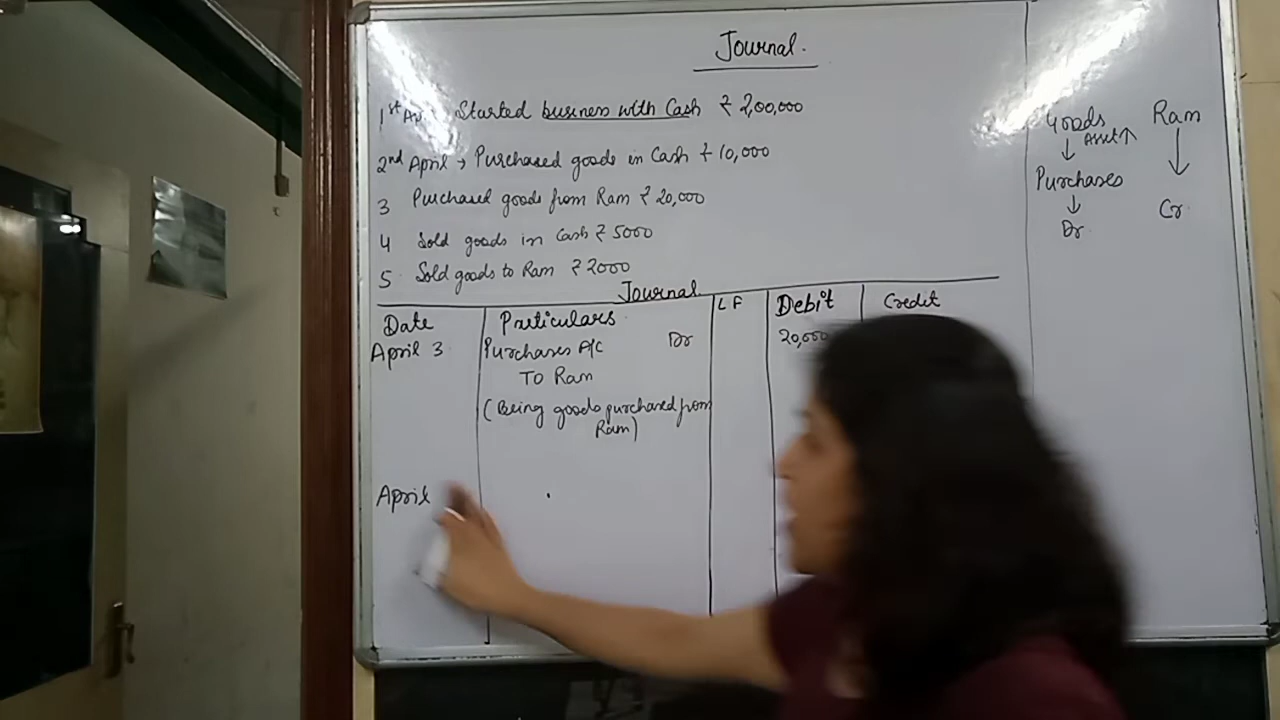 Journal.
1st Started business with Cash ₹ 2,00,000
2nd April → Purchased goods in Cash ₹ 10,000
3 Purchased goods from Ram ₹ 20,000
4 Sold goods in Cash ₹ 5000
5 Sold goods to Ram ₹ 2000
Journal
Date Particulars LF Debit Credit
April 3 Purchases A/C Dr 20,000
TO Ram
(Being goods purchased from
Ram)
April
Goods Ram
Asset↑
↓ ↓
Purchases
↓ Cr
Dr